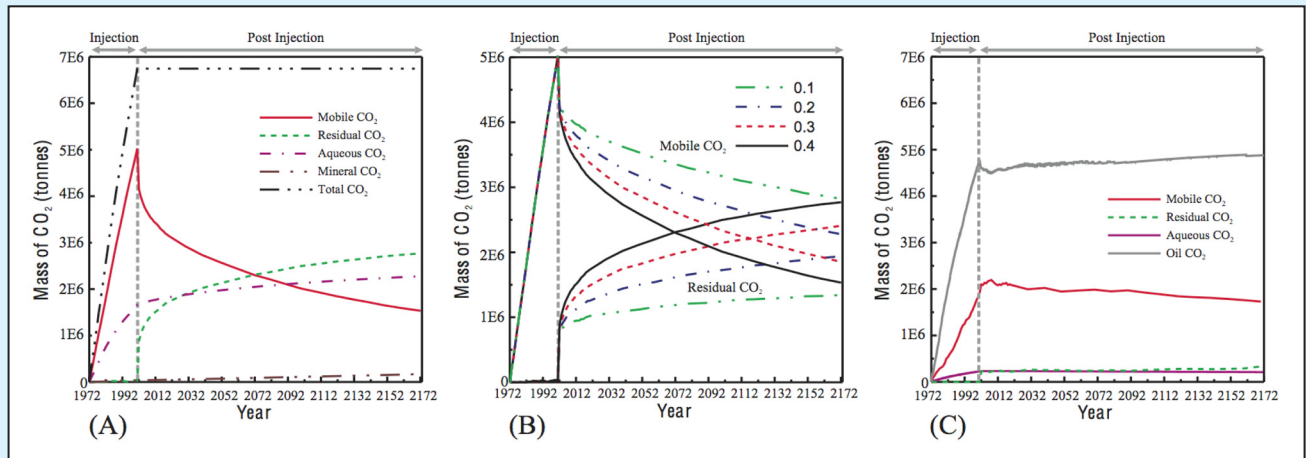 Injection Post Injection
7E6
6E6
5E6
4E6
3E6
2E6
1E6
0
Mass of CO₂ (tonnes)
Mobile CO₂
Residual CO₂
Aqueous CO₂
Mineral CO₂
Total CO₂
1972 1992 2012 2032 2052 2072 2092 2112 2132 2152 2172
Year
(A)
Injection Post Injection
5E6
4E6
3E6
2E6
1E6
0
Mass of CO₂ (tonnes)
0.1
0.2
0.3
0.4
Mobile CO₂
Residual CO₂
1972 1992 2012 2032 2052 2072 2092 2112 2132 2152 2172
Year
(B)
Injection Post Injection
7E6
6E6
5E6
4E6
3E6
2E6
1E6
0
Mass of CO₂ (tonnes)
Mobile CO₂
Residual CO₂
Aqueous CO₂
Oil CO₂
1972 1992 2012 2032 2052 2072 2092 2112 2132 2152 2172
Year
(C)